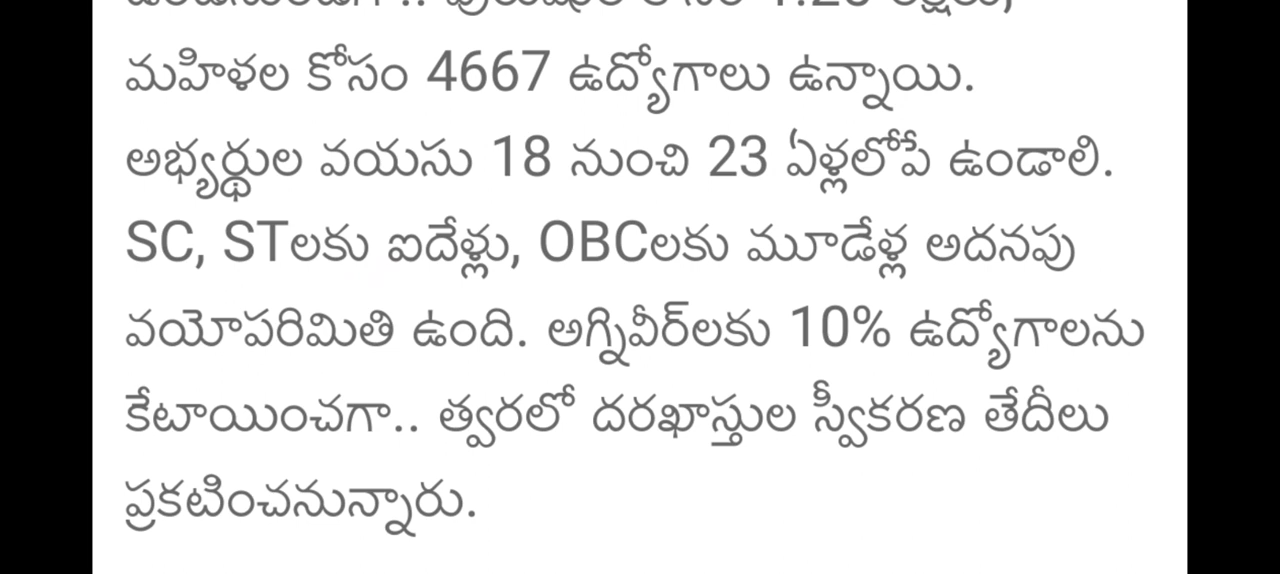 మహిళల కోసం 4667 ఉద్యోగాలు ఉన్నాయి.
అభ్యర్థుల వయసు 18 నుంచి 23 ఏళ్లలోపే ఉండాలి.
SC, STలకు ఐదేళ్లు, OBCలకు మూడేళ్ల అదనపు
వయోపరిమితి ఉంది. అగ్నివీర్‌లకు 10% ఉద్యోగాలను
కేటాయించగా.. త్వరలో దరఖాస్తుల స్వీకరణ తేదీలు
ప్రకటించనున్నారు.